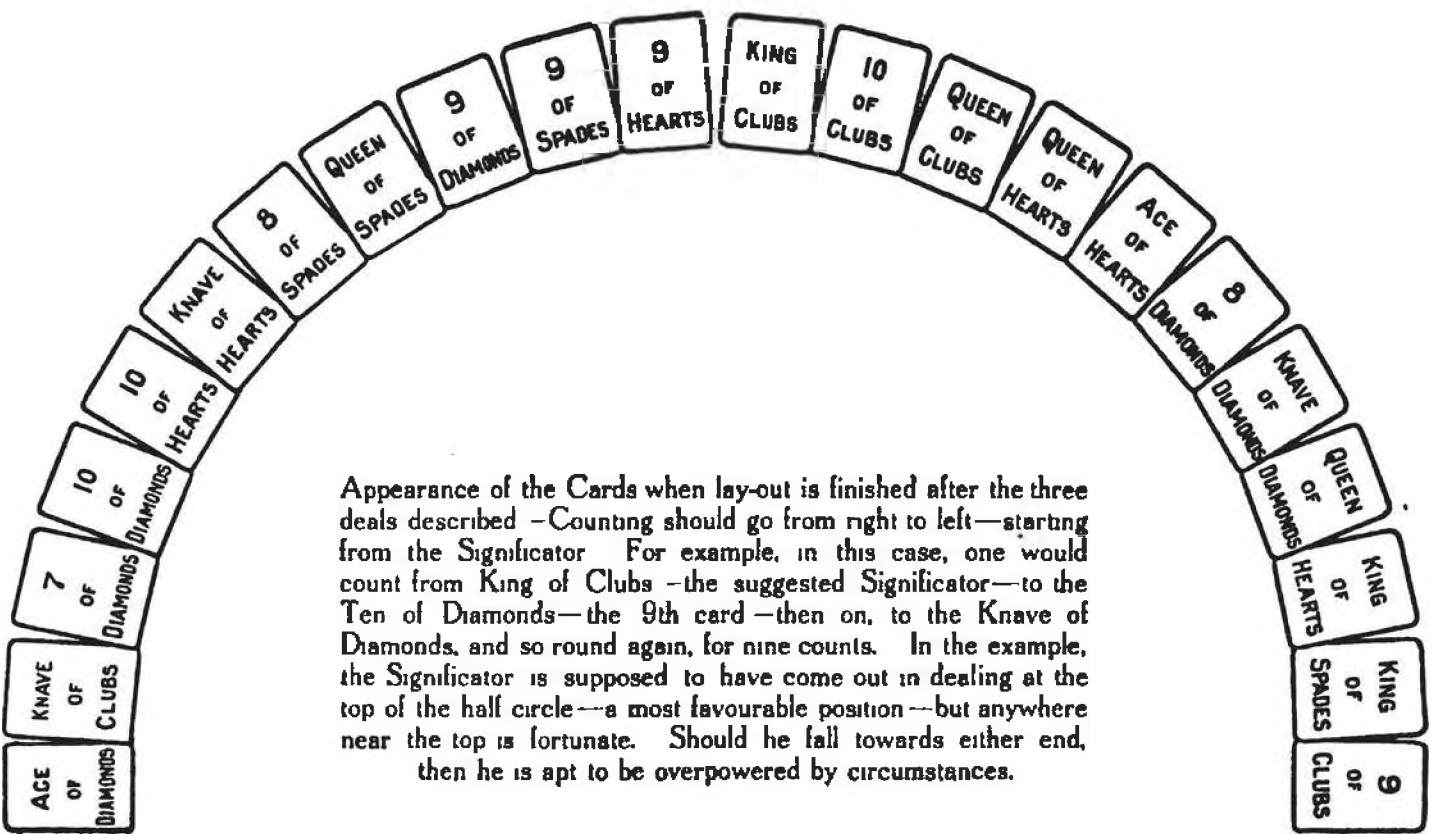 ACE
OF
DIAMONDS
KNAVE
OF
CLUBS
7
OF
DIAMONDS
10
OF
DIAMONDS
10
OF
HEARTS
KNAVE
OF
HEARTS
8
OF
SPADES
QUEEN
OF
SPADES
9
OF
DIAMONDS
9
OF
SPADES
9
OF
HEARTS
KING
OF
CLUBS
10
OF
CLUBS
QUEEN
OF
CLUBS
QUEEN
OF
HEARTS
ACE
OF
HEARTS
8
OF
DIAMONDS
KNAVE
OF
DIAMONDS
QUEEN
OF
DIAMONDS
KING
OF
HEARTS
KING
OF
SPADES
9
OF
CLUBS
Appearance of the Cards when lay-out is finished after the three
deals described – Counting should go from right to left — starting
from the Significator For example, in this case, one would
count from King of Clubs – the suggested Significator — to the
Ten of Diamonds — the 9th card — then on, to the Knave of
Diamonds, and so round again, for nine counts. In the example,
the Significator is supposed to have come out in dealing at the
top of the half circle — a most favourable position — but anywhere
near the top is fortunate. Should he fall towards either end,
then he is apt to be overpowered by circumstances.